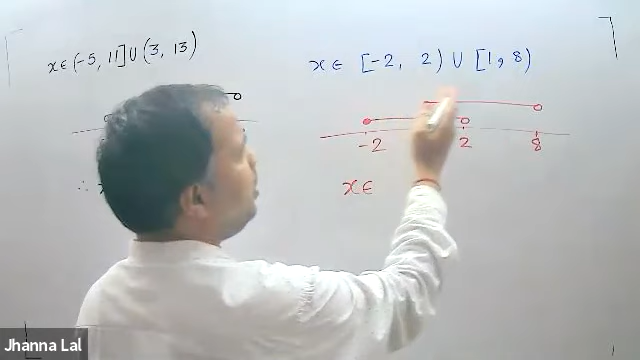 x ∈ (-5, 11] ∪ (3, 13)
x ∈ [-2, 2) ∪ [1, 8)
-2 2 8
∴
x ∈
Jhanna Lal